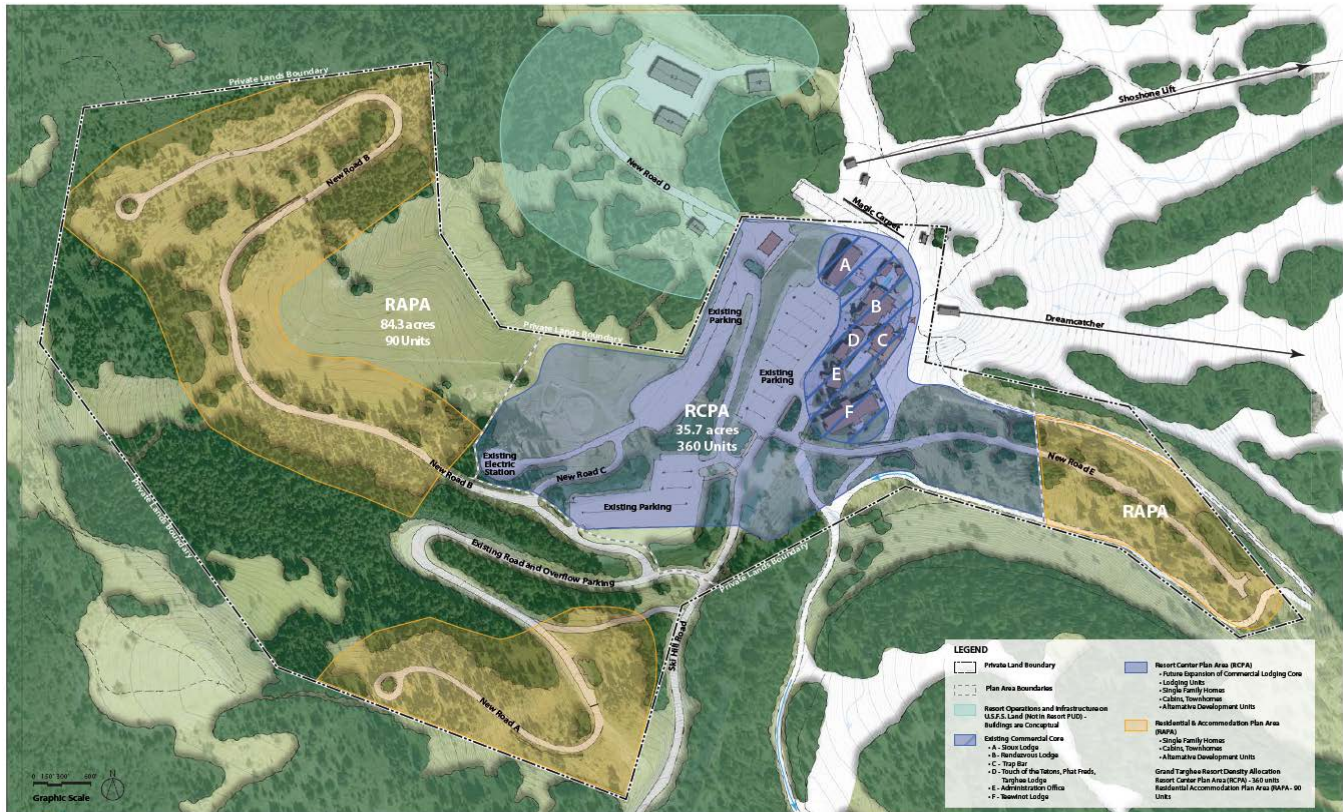 Private Lands Boundary
Shoshone Lift
New Road B
New Road D
Magic Carpet
A
RAPA
84.3 acres
90 Units
Existing
Parking
B
Dreamcatcher
Private Lands Boundary
D
C
Existing
Parking
E
RCPA
35.7 acres
360 Units
F
Existing
Electric
Station
New Road B
New Road C
New Road E
Existing Parking
RAPA
Private Lands Boundary
Existing Road and Overflow Parking
Private Lands Boundary
Ski Hill Road
New Road A
0 150' 300' 600'
N
Graphic Scale
LEGEND
Private Land Boundary
Plan Area Boundaries
Resort Operations and Infrastructure on
U.S.F.S. Land (Not in Resort PUD) -
Buildings are Conceptual
Existing Commercial Core
• A - Sioux Lodge
• B - Rendezvous Lodge
• C - Trap Bar
• D - Touch of the Tetons, Phat Freds,
Targhee Lodge
• E - Administration Office
• F - Teewinot Lodge
Resort Center Plan Area (RCPA)
• Future Expansion of Commercial Lodging Core
• Lodging Units
• Single Family Homes
• Cabins, Townhomes
• Alternative Development Units
Residential & Accommodation Plan Area
(RAPA)
• Single Family Homes
• Cabins, Townhomes
• Alternative Development Units
Grand Targhee Resort Density Allocation
Resort Center Plan Area (RCPA) - 360 units
Residential Accommodation Plan Area (RAPA - 90
Units